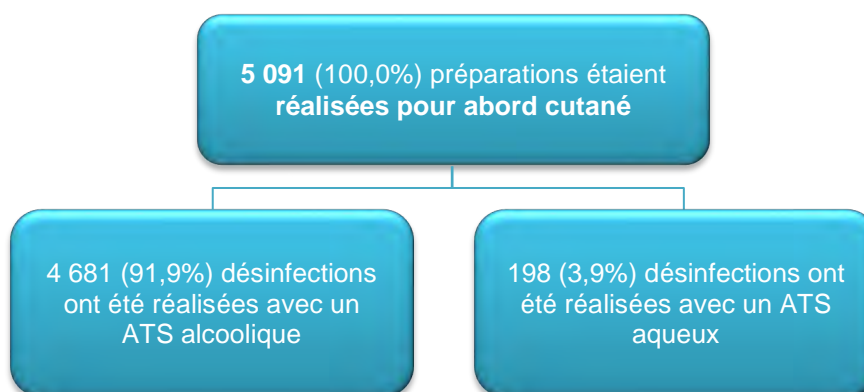 5 091 (100,0%) préparations étaient
réalisées pour abord cutané
4 681 (91,9%) désinfections
ont été réalisées avec un
ATS alcoolique
198 (3,9%) désinfections ont
été réalisées avec un ATS
aqueux